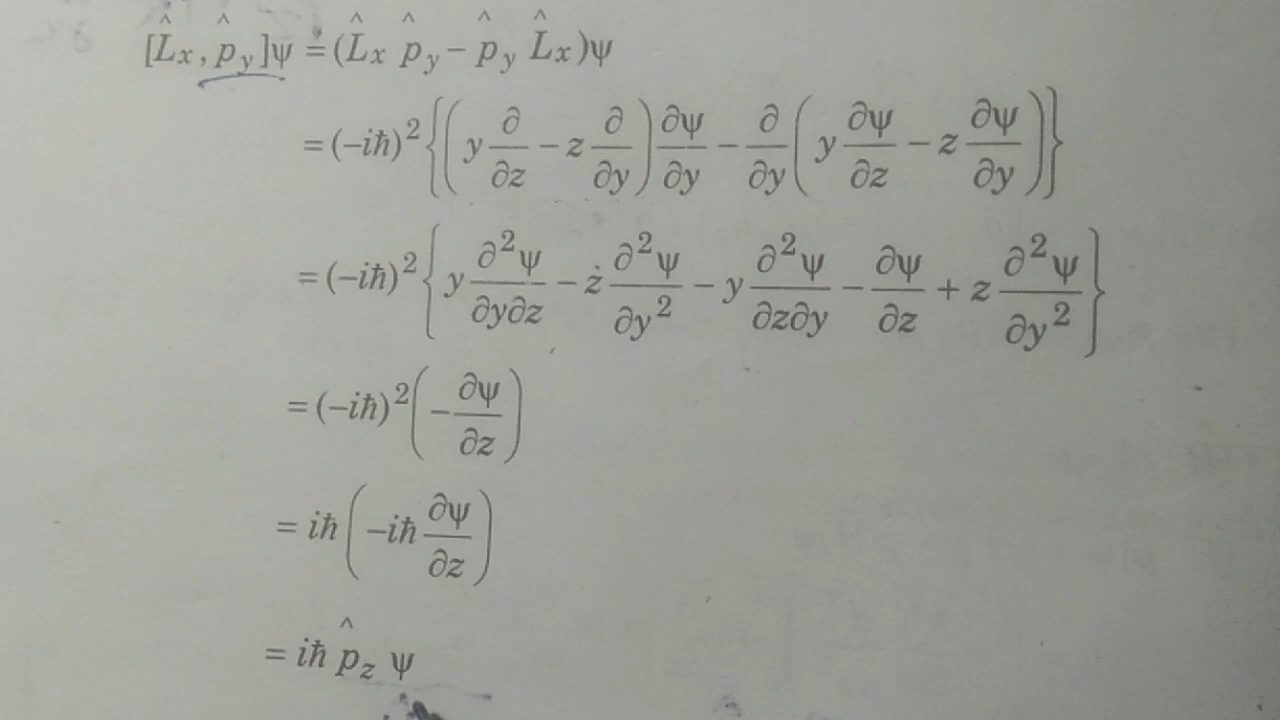 [L̂x, p̂y]ψ = (L̂x p̂y – p̂y L̂x)ψ
= (–iħ)² {( y ∂/∂z – z ∂/∂y ) ∂ψ/∂y – ∂/∂y ( y ∂ψ/∂z – z ∂ψ/∂y )}
= (–iħ)² { y ∂²ψ/∂y∂z – z ∂²ψ/∂y² – y ∂²ψ/∂z∂y – ∂ψ/∂z + z ∂²ψ/∂y² }
= (–iħ)² ( – ∂ψ/∂z )
= iħ ( –iħ ∂ψ/∂z )
= iħ p̂z ψ